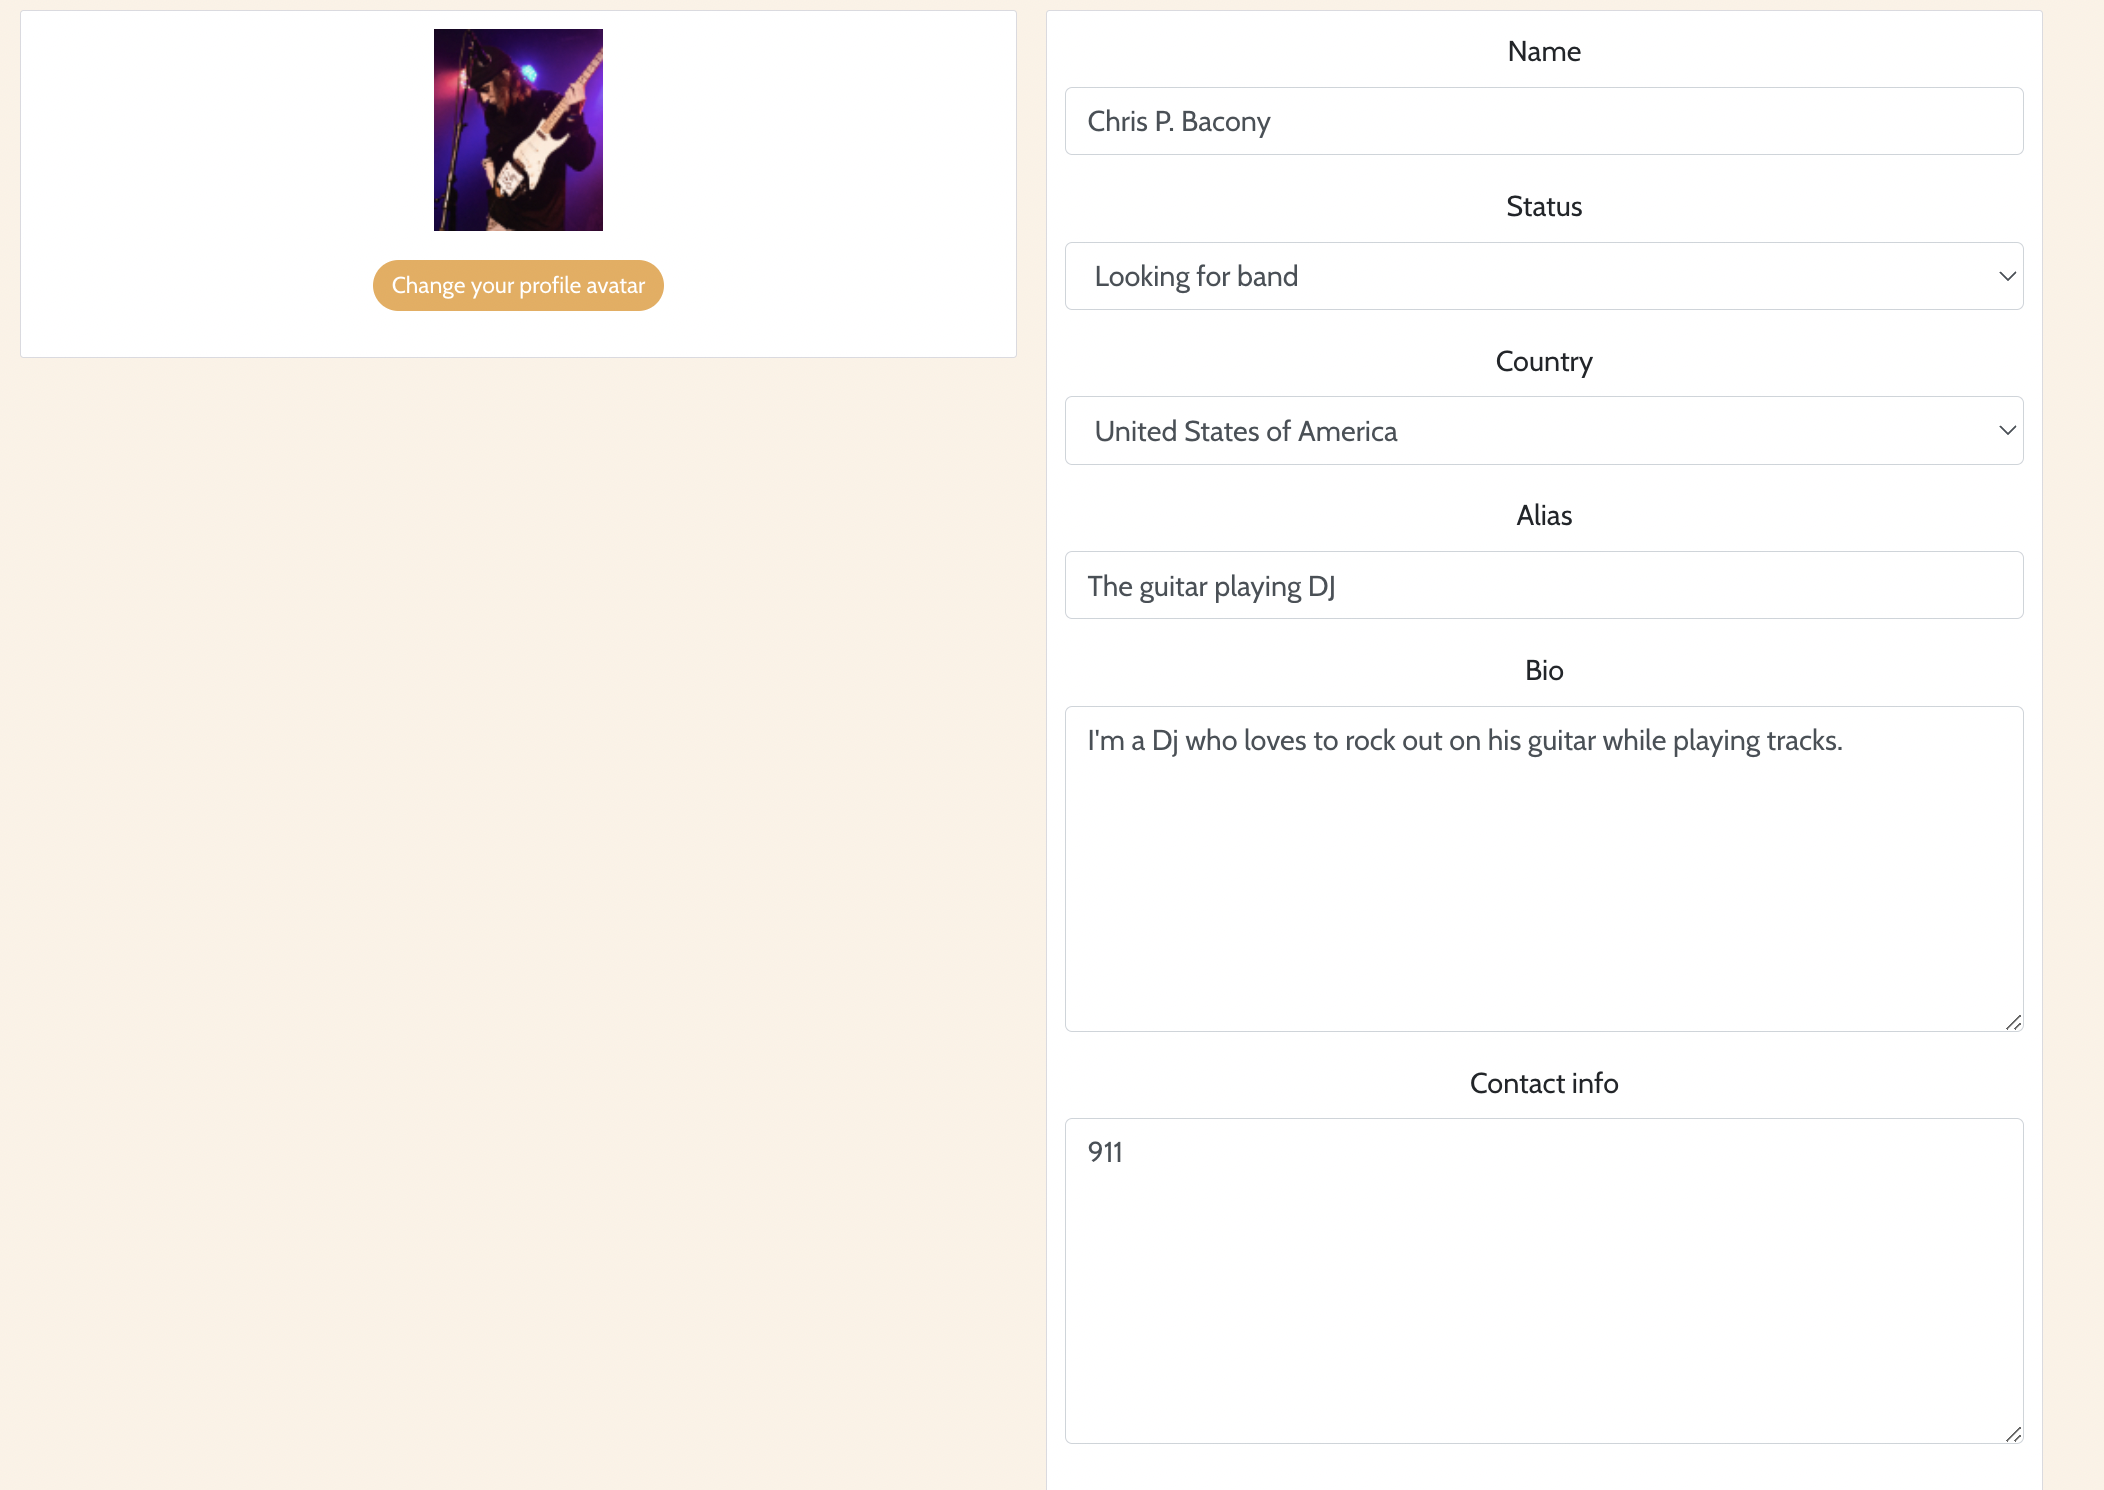 Change your profile avatar
Name
Chris P. Bacony
Status
Looking for band
Country
United States of America
Alias
The guitar playing DJ
Bio
I'm a Dj who loves to rock out on his guitar while playing tracks.
Contact info
911